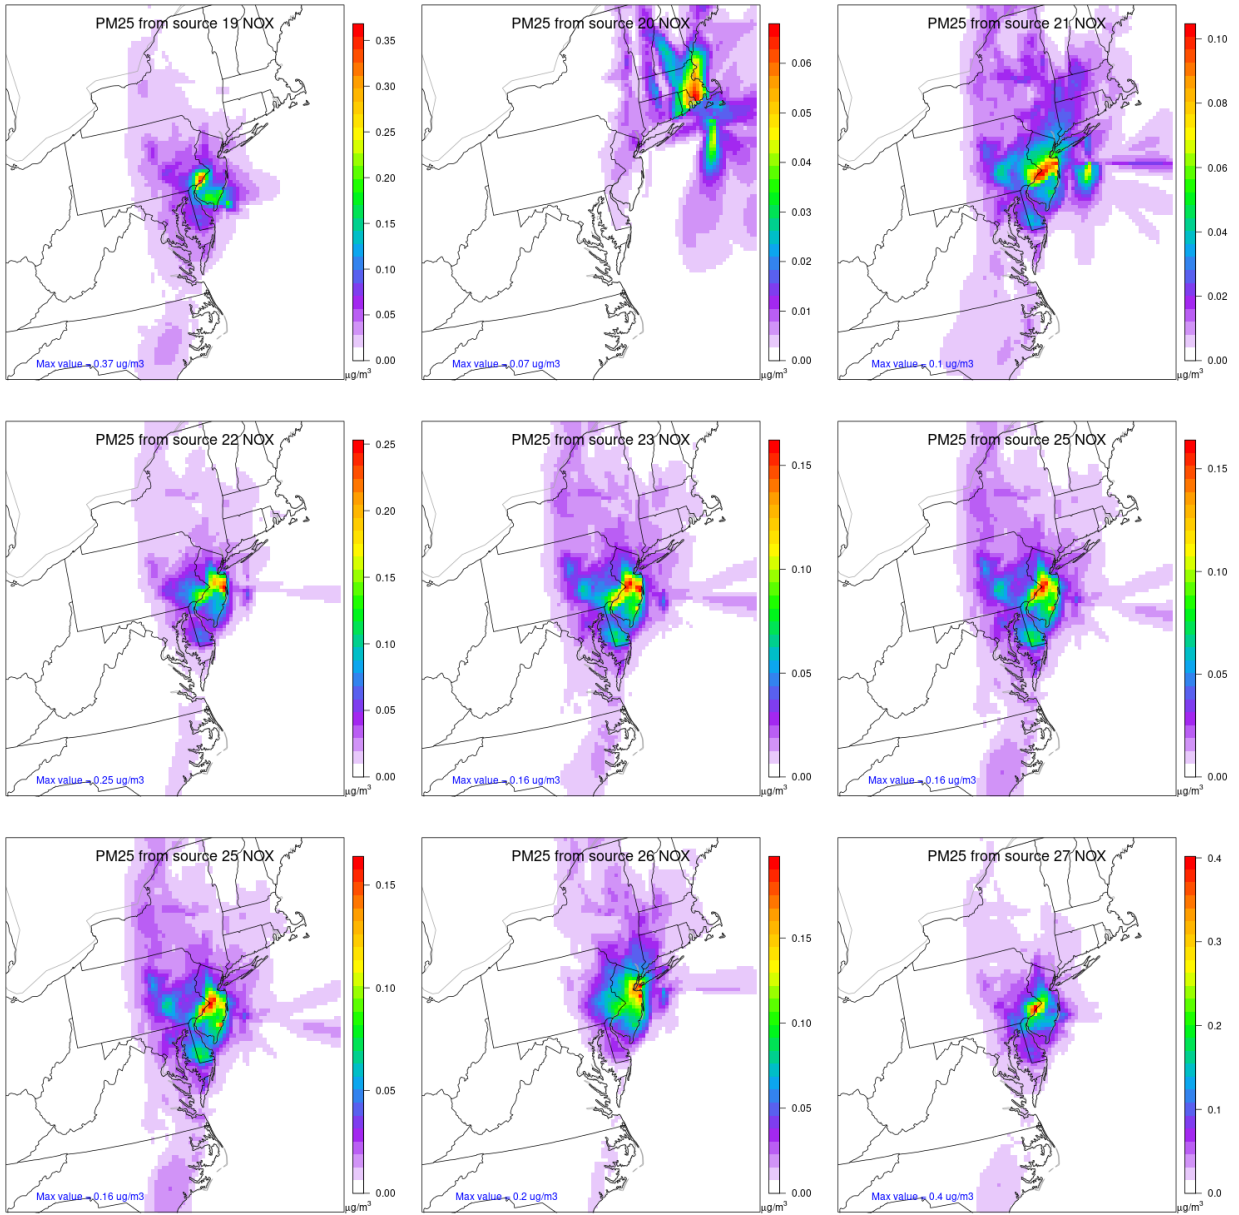 PM25 from source 19 NOX
0.35
0.30
0.25
0.20
0.15
0.10
0.05
0.00
Max value = 0.37 ug/m3
µg/m3
PM25 from source 20 NOX
0.06
0.05
0.04
0.03
0.02
0.01
0.00
Max value = 0.07 ug/m3
µg/m3
PM25 from source 21 NOX
0.10
0.08
0.06
0.04
0.02
0.00
Max value = 0.1 ug/m3
µg/m3
PM25 from source 22 NOX
0.25
0.20
0.15
0.10
0.05
0.00
Max value = 0.25 ug/m3
µg/m3
PM25 from source 23 NOX
0.15
0.10
0.05
0.00
Max value = 0.16 ug/m3
µg/m3
PM25 from source 25 NOX
0.15
0.10
0.05
0.00
Max value = 0.16 ug/m3
µg/m3
PM25 from source 25 NOX
0.15
0.10
0.05
0.00
Max value = 0.16 ug/m3
µg/m3
PM25 from source 26 NOX
0.15
0.10
0.05
0.00
Max value = 0.2 ug/m3
µg/m3
PM25 from source 27 NOX
0.4
0.3
0.2
0.1
0.0
Max value = 0.4 ug/m3
µg/m3